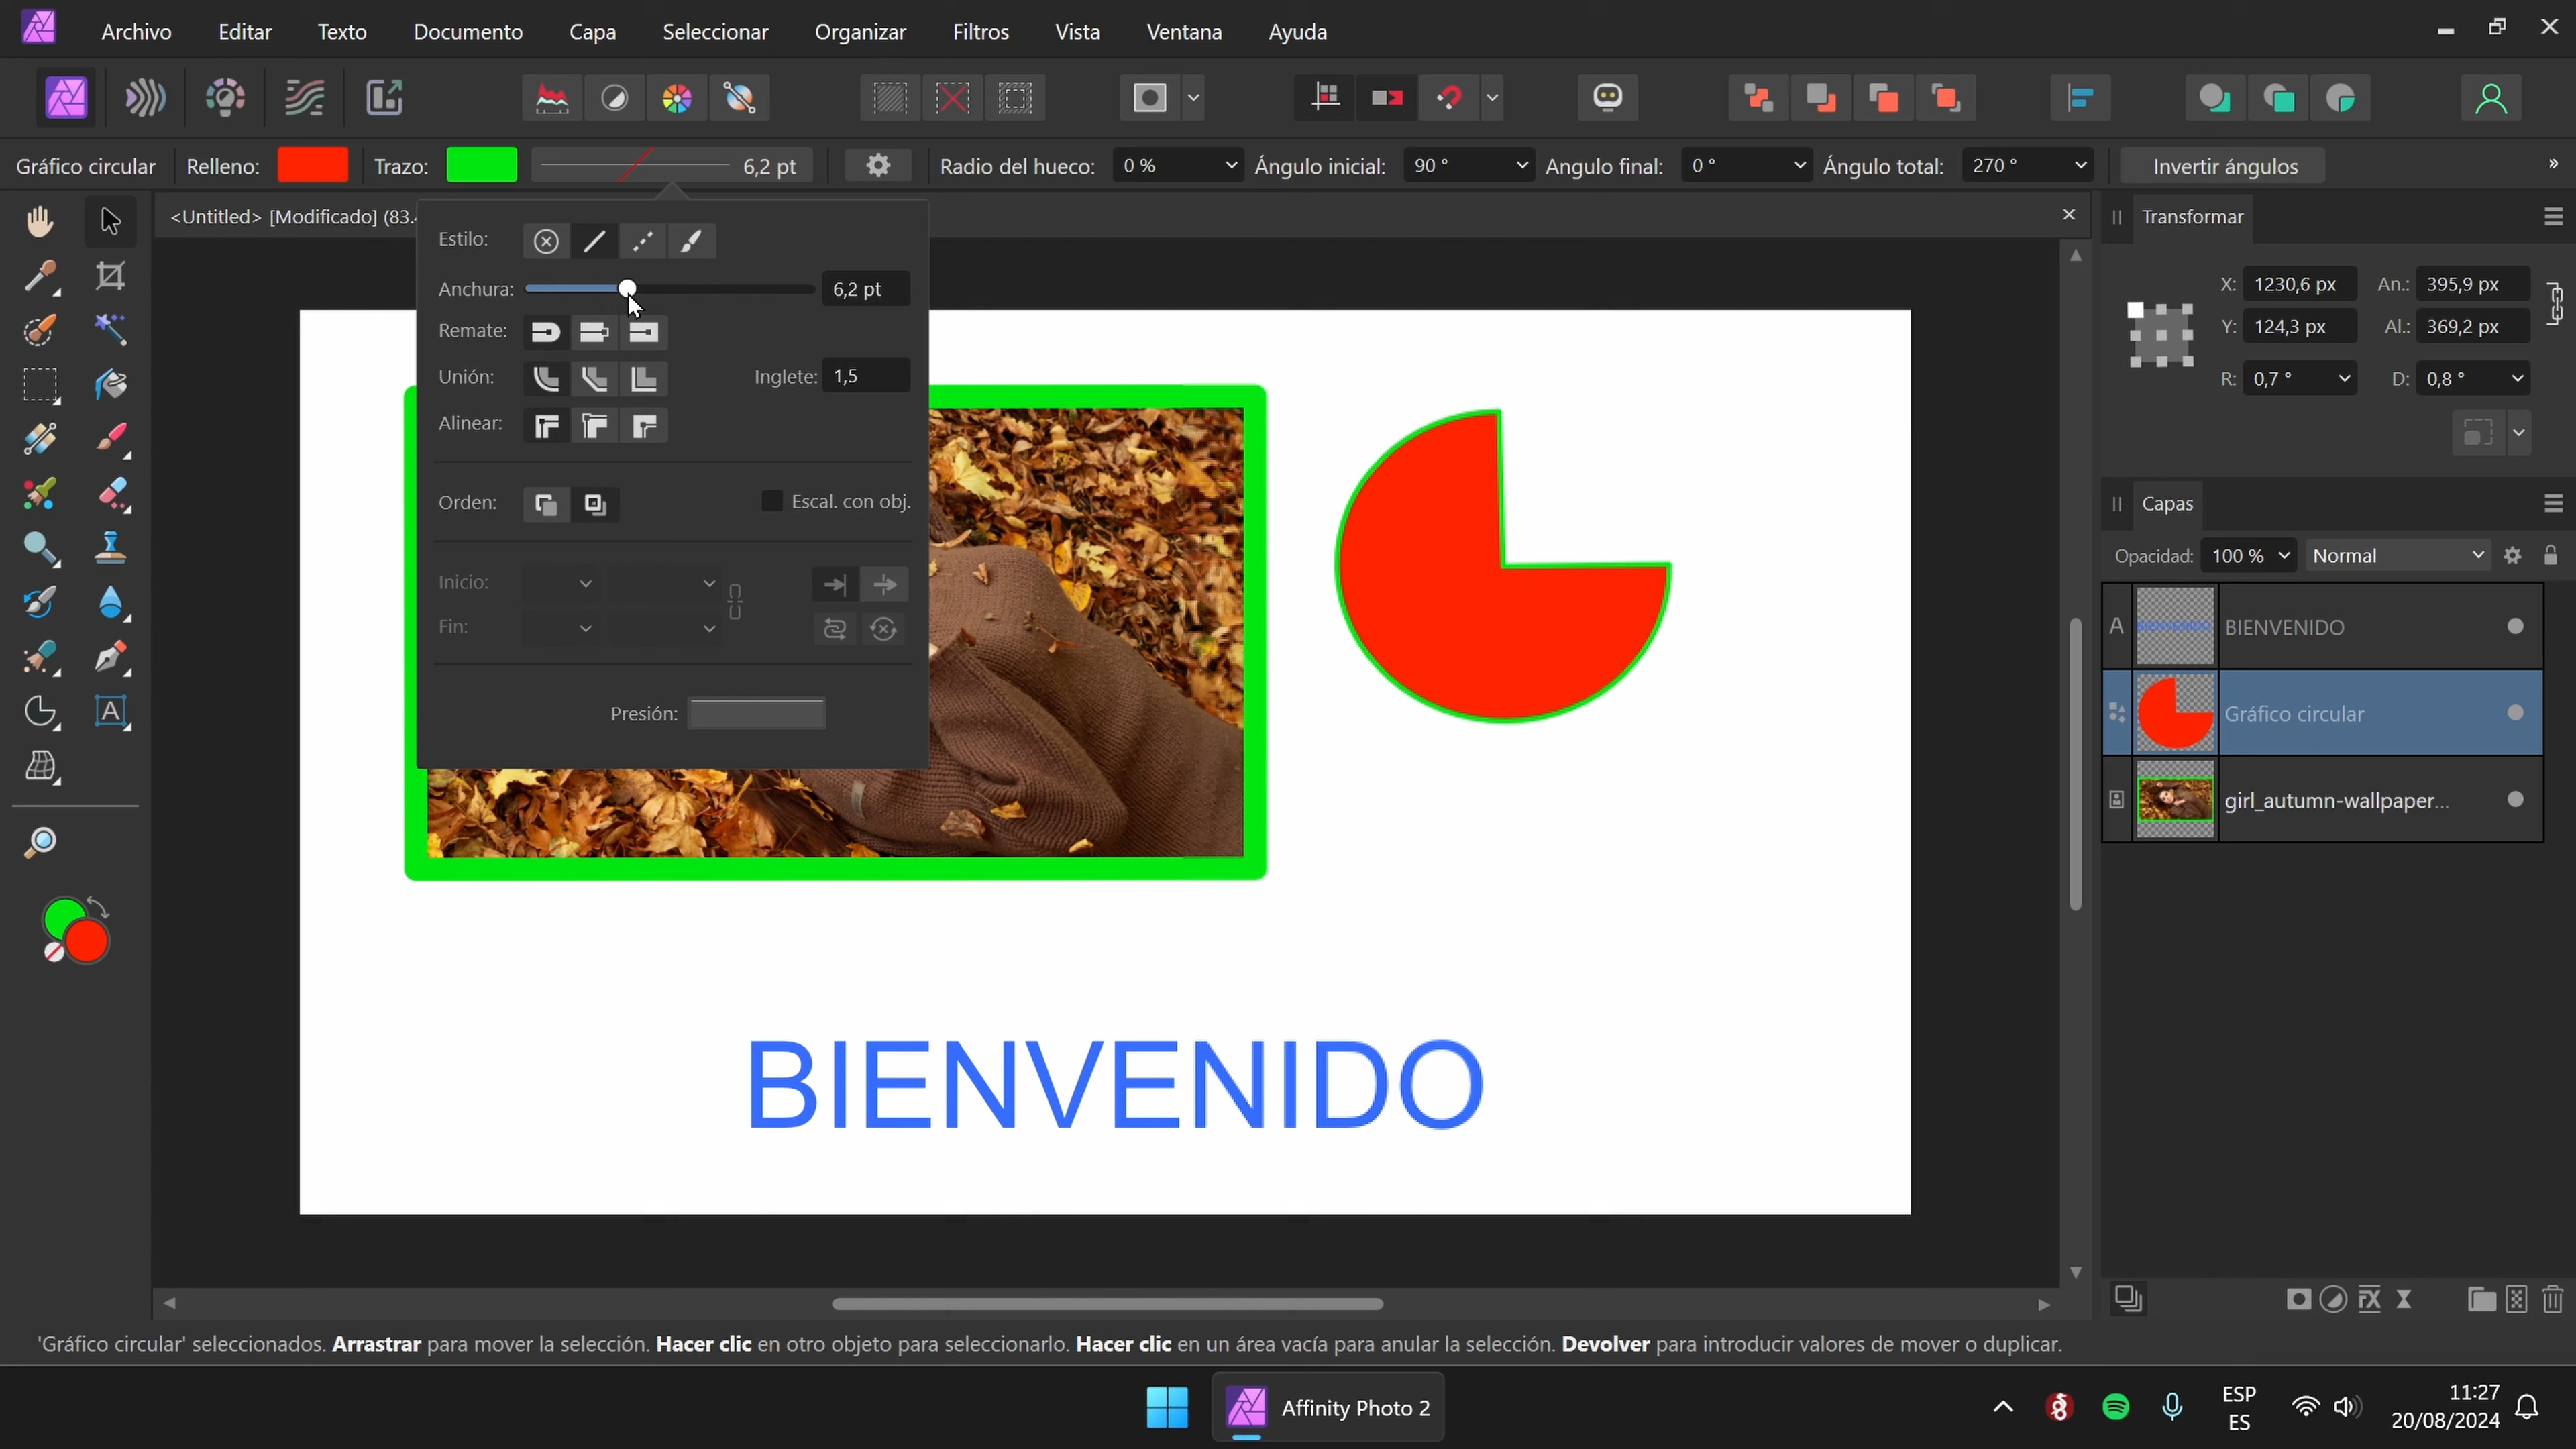 Archivo Editar Texto Documento Capa Seleccionar Organizar Filtros Vista Ventana Ayuda
Gráfico circular Relleno: Trazo: 6,2 pt Radio del hueco: 0 % Ángulo inicial: 90 ° Angulo final: 0 ° Ángulo total: 270 ° Invertir ángulos
<Untitled> [Modificado] (83.
Estilo:
Anchura: 6,2 pt
Remate:
Unión: Inglete: 1,5
Alinear:
Orden: Escal. con obj.
Inicio:
Fin:
Presión:
BIENVENIDO
Transformar
X: 1230,6 px An.: 395,9 px
Y: 124,3 px Al.: 369,2 px
R: 0,7 ° D: 0,8 °
Capas
Opacidad: 100 % Normal
A BIENVENIDO
Gráfico circular
girl_autumn-wallpaper...
'Gráfico circular' seleccionados. Arrastrar para mover la selección. Hacer clic en otro objeto para seleccionarlo. Hacer clic en un área vacía para anular la selección. Devolver para introducir valores de mover o duplicar.
Affinity Photo 2
ESP
ES
11:27
20/08/2024